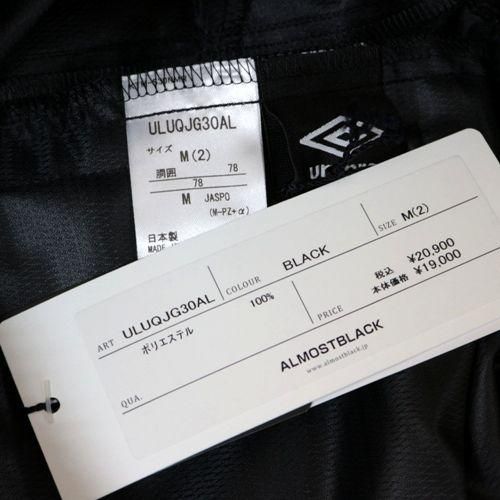 ULUQJG30AL
サイズ M(2)
胴囲 78
78
M JASPO
(M-PZ+α)
日本製
ART ULUQJG30AL COLOUR BLACK SIZE M(2)
ポリエステル 100% PRICE 税込 ¥20,900
本体価格 ¥19,000
QUA.
ALMOSTBLACK
www.almostblack.jp